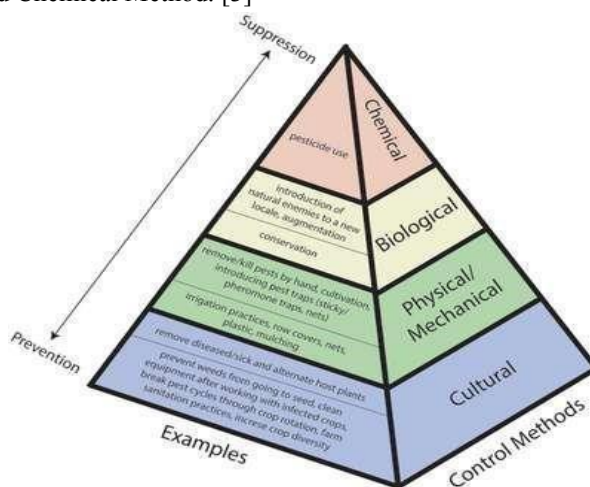 d Chemical Method. [3]
Suppression
Prevention
pesticide use
Chemical
introduction of
natural enemies to a new
locale, augmentation
conservation
Biological
remove/kill pests by hand, cultivation,
introducing pest traps (sticky/
pheromone traps, nets)
irrigation practices, row covers, nets,
plastic, mulching
Physical/
Mechanical
remove diseased/sick and alternate host plants
prevent weeds from going to seed, clean
equipment after working with infected crops,
break pest cycles through crop rotation, farm
sanitation practices, increse crop diversity
Cultural
Examples
Control Methods